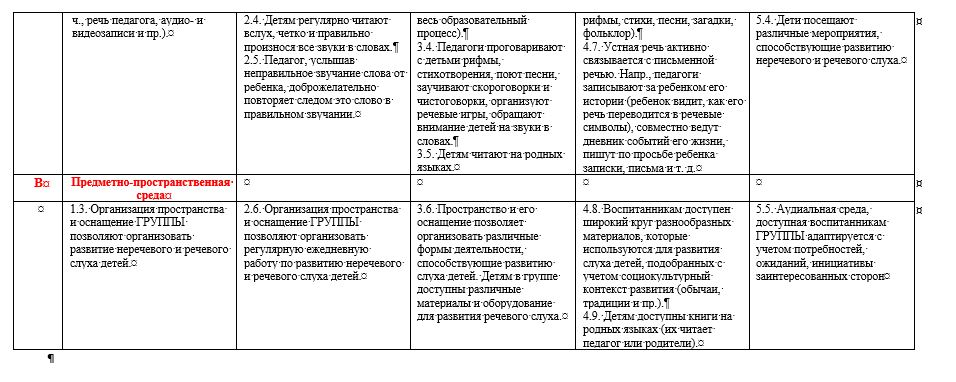 ч., речь педагога, аудио- и
видеозаписи и пр.).¤
2.4. Детям регулярно читают
вслух, четко и правильно
произнося все звуки в словах.¶
2.5. Педагог, услышав
неправильное звучание слова от
ребенка, доброжелательно
повторяет следом это слово в
правильном звучании.¤
весь образовательный
процесс).¶
3.4. Педагоги проговаривают
с детьми рифмы,
стихотворения, поют песни,
заучивают скороговорки и
чистоговорки, организуют
речевые игры, обращают
внимание детей на звуки в
словах.¶
3.5. Детям читают на родных
языках.¤
рифмы, стихи, песни, загадки,
фольклор).¶
4.7. Устная речь активно
связывается с письменной
речью. Напр., педагоги
записывают за ребенком его
истории (ребенок видит, как его
речь переводится в речевые
символы), совместно ведут
дневник событий его жизни,
пишут по просьбе ребенка
записки, письма и т. д.¤
5.4. Дети посещают
различные мероприятия,
способствующие развитию
неречевого и речевого слуха.¤
¤
В¤
Предметно-пространственная
среда¤
¤
¤
¤
¤
¤
¤
1.3. Организация пространства
и оснащение ГРУППЫ
позволяют организовать
развитие неречевого и речевого
слуха детей.¤
2.6. Организация пространства
и оснащение ГРУППЫ
позволяют организовать
регулярную ежедневную
работу по развитию неречевого
и речевого слуха детей.¤
3.6. Пространство и его
оснащение позволяет
организовать различные
формы деятельности,
способствующие развитию
слуха детей. Детям в группе
доступны различные
материалы и оборудование
для развития речевого слуха.¤
4.8. Воспитанникам доступен
широкий круг разнообразных
материалов, которые
используются для развития
слуха детей, подобранных с
учетом социокультурный
контекст развития (обычаи,
традиции и пр.).¶
4.9. Детям доступны книги на
родных языках (их читает
педагог или родители).¤
5.5. Аудиальная среда,
доступная воспитанникам
ГРУППЫ адаптируется с
учетом потребностей,
ожиданий, инициативы
заинтересованных сторон¤
¤
¶